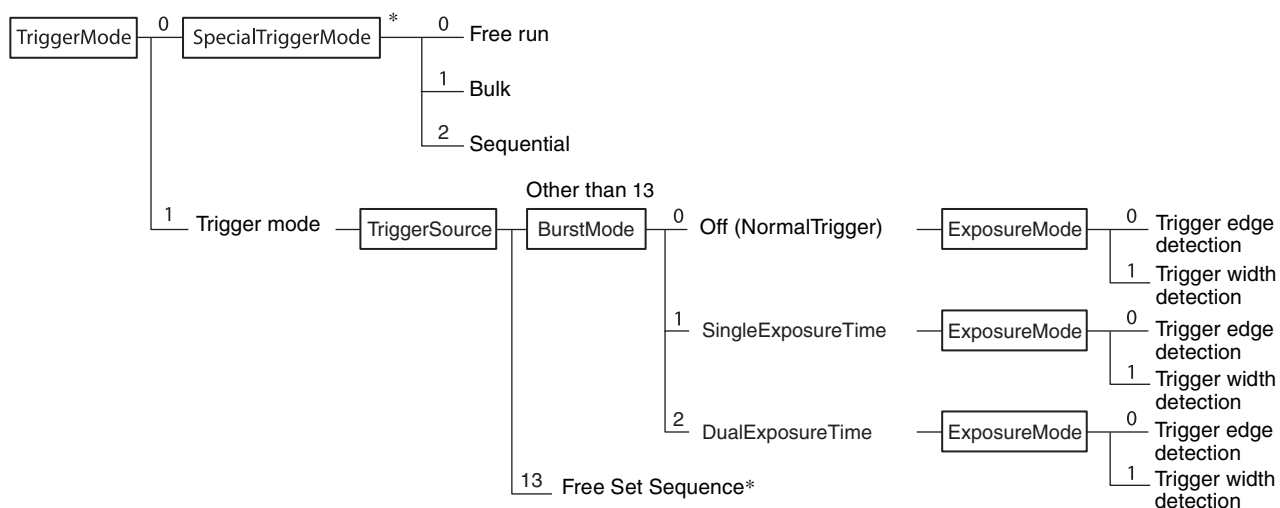 TriggerMode 0 SpecialTriggerMode * 0 Free run
1 Bulk
2 Sequential
Other than 13
1 Trigger mode TriggerSource BurstMode 0 Off (NormalTrigger) ExposureMode 0 Trigger edge
detection
1 Trigger width
detection
1 SingleExposureTime ExposureMode 0 Trigger edge
detection
1 Trigger width
detection
2 DualExposureTime ExposureMode 0 Trigger edge
detection
1 Trigger width
detection
13 Free Set Sequence*